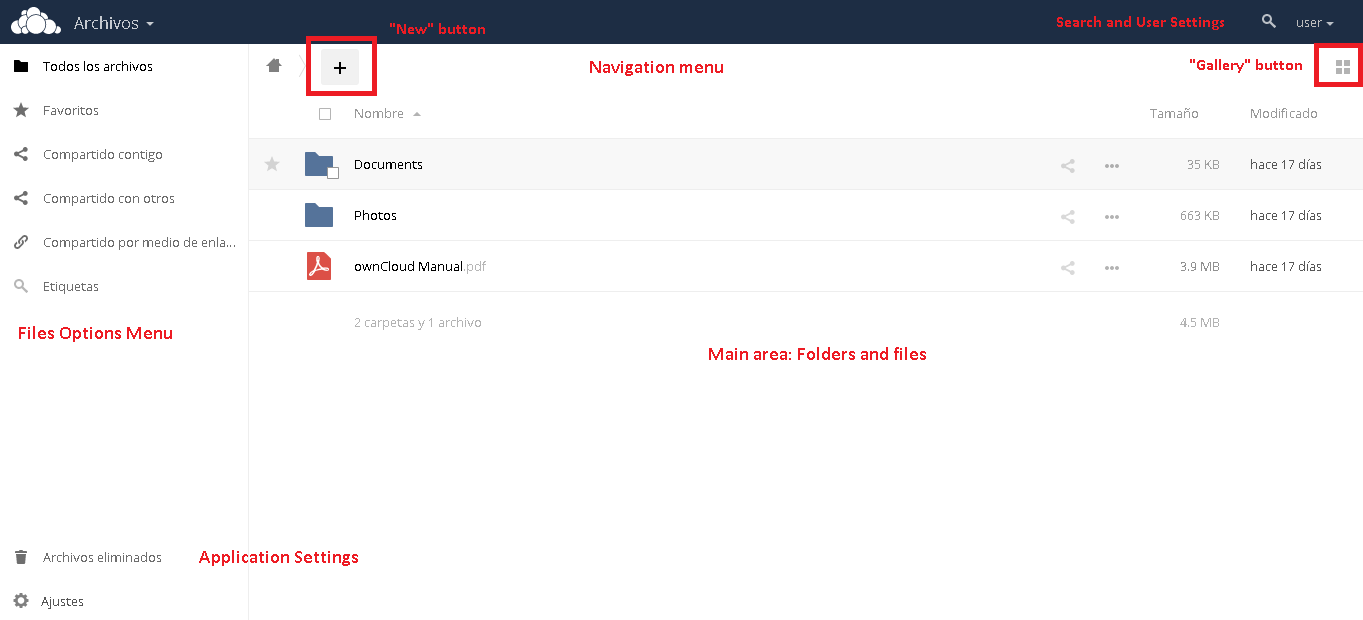 Archivos
"New" button
Search and User Settings
user
Todos los archivos
+
Navigation menu
"Gallery" button
Favoritos
Nombre
Tamaño
Modificado
Compartido contigo
Documents
35 KB
hace 17 días
Compartido con otros
Photos
663 KB
hace 17 días
Compartido por medio de enla...
ownCloud Manual.pdf
3.9 MB
hace 17 días
Etiquetas
2 carpetas y 1 archivo
4.5 MB
Files Options Menu
Main area: Folders and files
Archivos eliminados
Application Settings
Ajustes